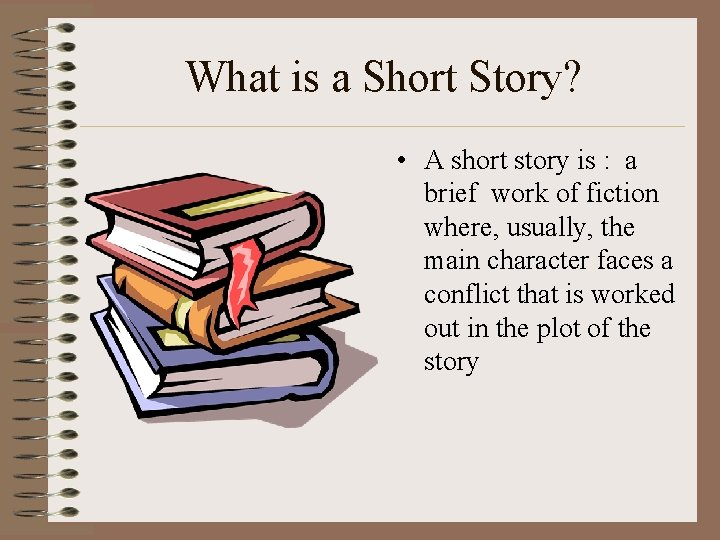 What is a Short Story?
• A short story is :  a
brief  work of fiction
where, usually, the
main character faces a
conflict that is worked
out in the plot of the
story